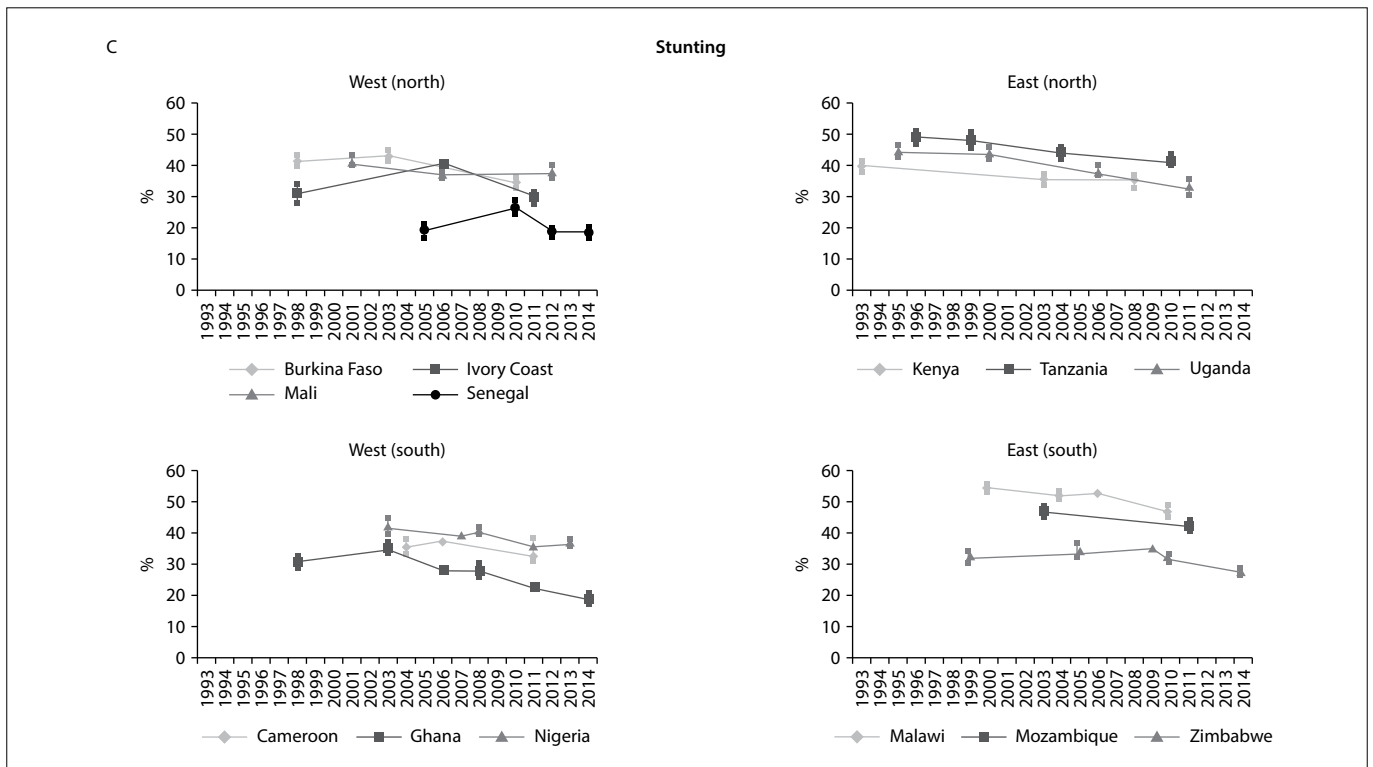 C
Stunting
West (north)
60
50
40
30
20
10
0
%
1993 1994 1995 1996 1997 1998 1999 2000 2001 2002 2003 2004 2005 2006 2007 2008 2009 2010 2011 2012 2013 2014
Burkina Faso Ivory Coast
Mali Senegal
East (north)
60
50
40
30
20
10
0
%
1993 1994 1995 1996 1997 1998 1999 2000 2001 2002 2003 2004 2005 2006 2007 2008 2009 2010 2011 2012 2013 2014
Kenya Tanzania Uganda
West (south)
60
50
40
30
20
10
0
%
1993 1994 1995 1996 1997 1998 1999 2000 2001 2002 2003 2004 2005 2006 2007 2008 2009 2010 2011 2012 2013 2014
Cameroon Ghana Nigeria
East (south)
60
50
40
30
20
10
0
%
1993 1994 1995 1996 1997 1998 1999 2000 2001 2002 2003 2004 2005 2006 2007 2008 2009 2010 2011 2012 2013 2014
Malawi Mozambique Zimbabwe